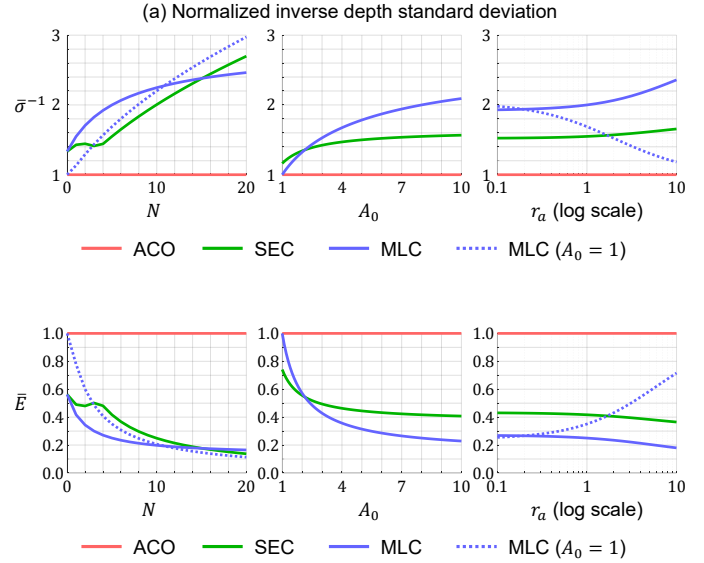 (a) Normalized inverse depth standard deviation
3
2
1
σ̄⁻¹
0 10 20
N
3
2
1
1 4 7 10
A₀
3
2
1
0.1 1 10
rₐ (log scale)
ACO SEC MLC MLC (A₀ = 1)
1.0
0.8
0.6
0.4
0.2
0.0
Ē
0 10 20
N
1.0
0.8
0.6
0.4
0.2
0.0
1 4 7 10
A₀
1.0
0.8
0.6
0.4
0.2
0.0
0.1 1 10
rₐ (log scale)
ACO SEC MLC MLC (A₀ = 1)